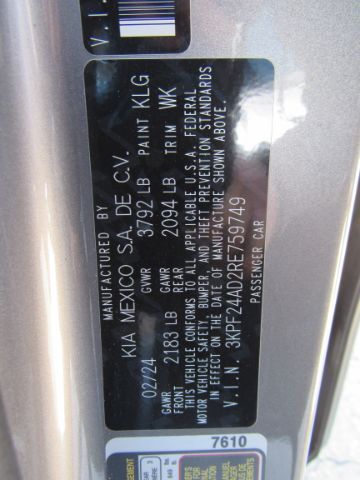 V.I.
MANUFACTURED BY
KIA MEXICO S.A. DE C.V.
02/24 GVWR 3792 LB PAINT KLG
GAWR FRONT 2183 LB GAWR REAR 2094 LB TRIM WK
THIS VEHICLE CONFORMS TO ALL APPLICABLE U.S.A. FEDERAL
MOTOR VEHICLE SAFETY, BUMPER, AND THEFT PREVENTION STANDARDS
IN EFFECT ON THE DATE OF MANUFACTURE SHOWN ABOVE.
V.I.N. 3KPF24AD2RE759749
PASSENGER CAR
7610